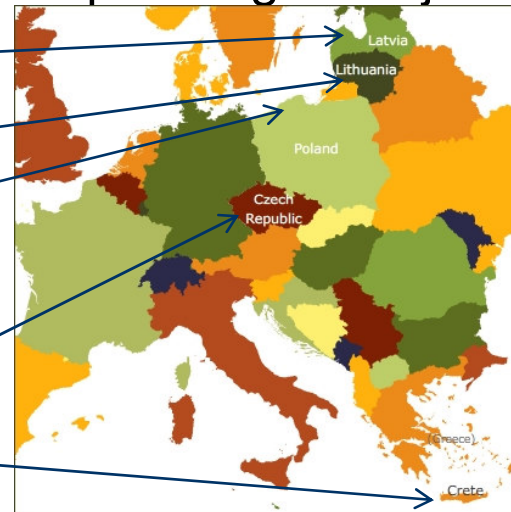 Latvia
Lithuania
Poland
Czech
Republic
(Greece)
Crete